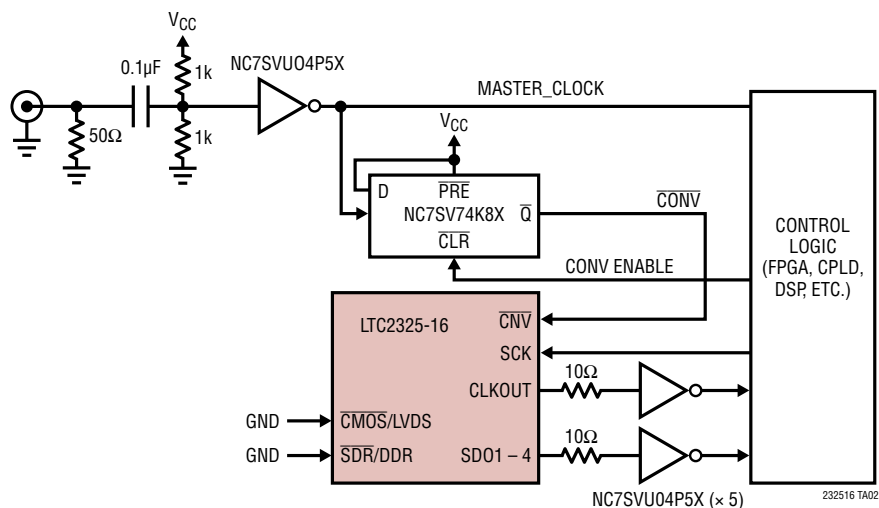 VCC
0.1µF
1k
NC7SVUO4P5X
MASTER_CLOCK
50Ω
1k
VCC
D
PRE
NC7SV74K8X
Q
CONV
CLR
CONV ENABLE
CONTROL
LOGIC
(FPGA, CPLD,
DSP, ETC.)
LTC2325-16
CNV
SCK
10Ω
CLKOUT
GND
CMOS/LVDS
10Ω
GND
SDR/DDR
SDO1 – 4
NC7SVU04P5X (× 5)
232516 TA02